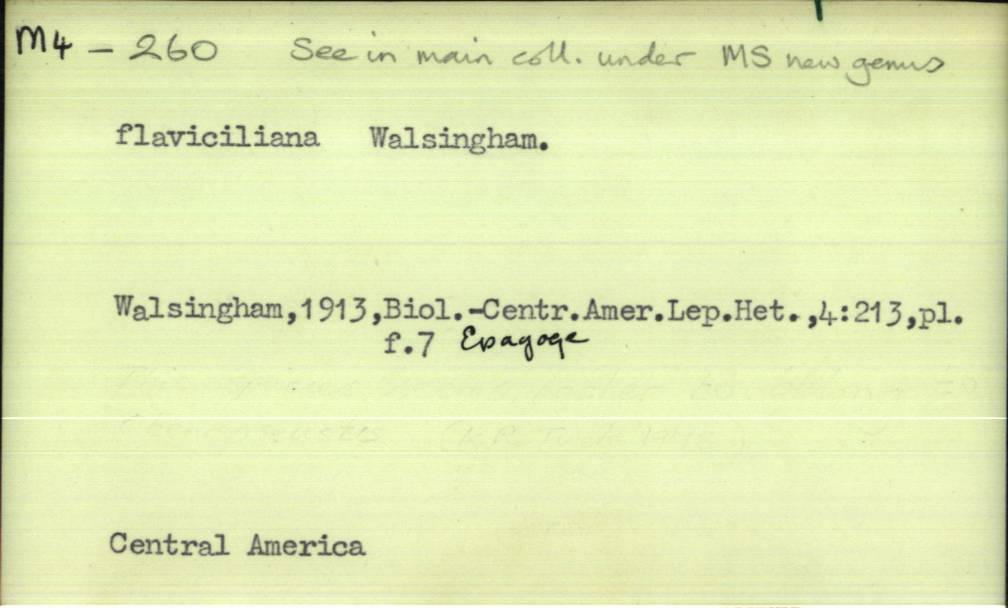 M4 - 260 See in main coll. under MS new genus
flaviciliana Walsingham.
Walsingham,1913,Biol.-Centr.Amer.Lep.Het.,4:213,pl.
f.7 Epagoge
Central America